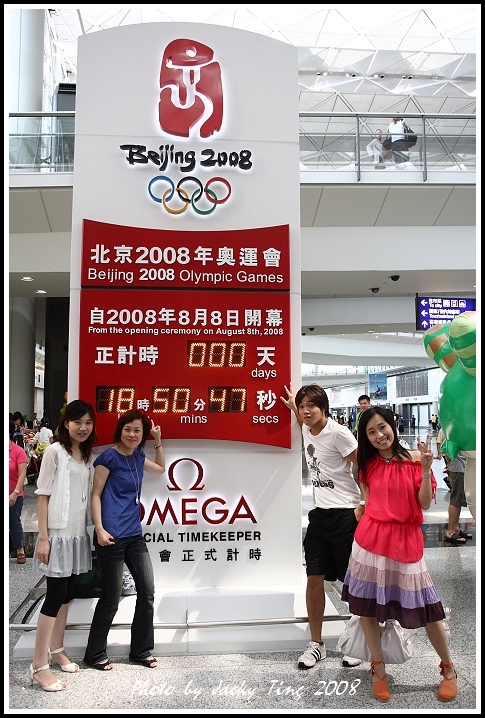 Beijing 2008
北京2008年奧運會
Beijing 2008 Olympic Games
自2008年8月8日開幕
From the opening ceremony on August 8th, 2008
正計時 000 天
days
18 時 50 分 47 秒
mins secs
Ω
OMEGA
CIAL TIMEKEEPER
會正式計時
Photo by Jacky Ting 2008